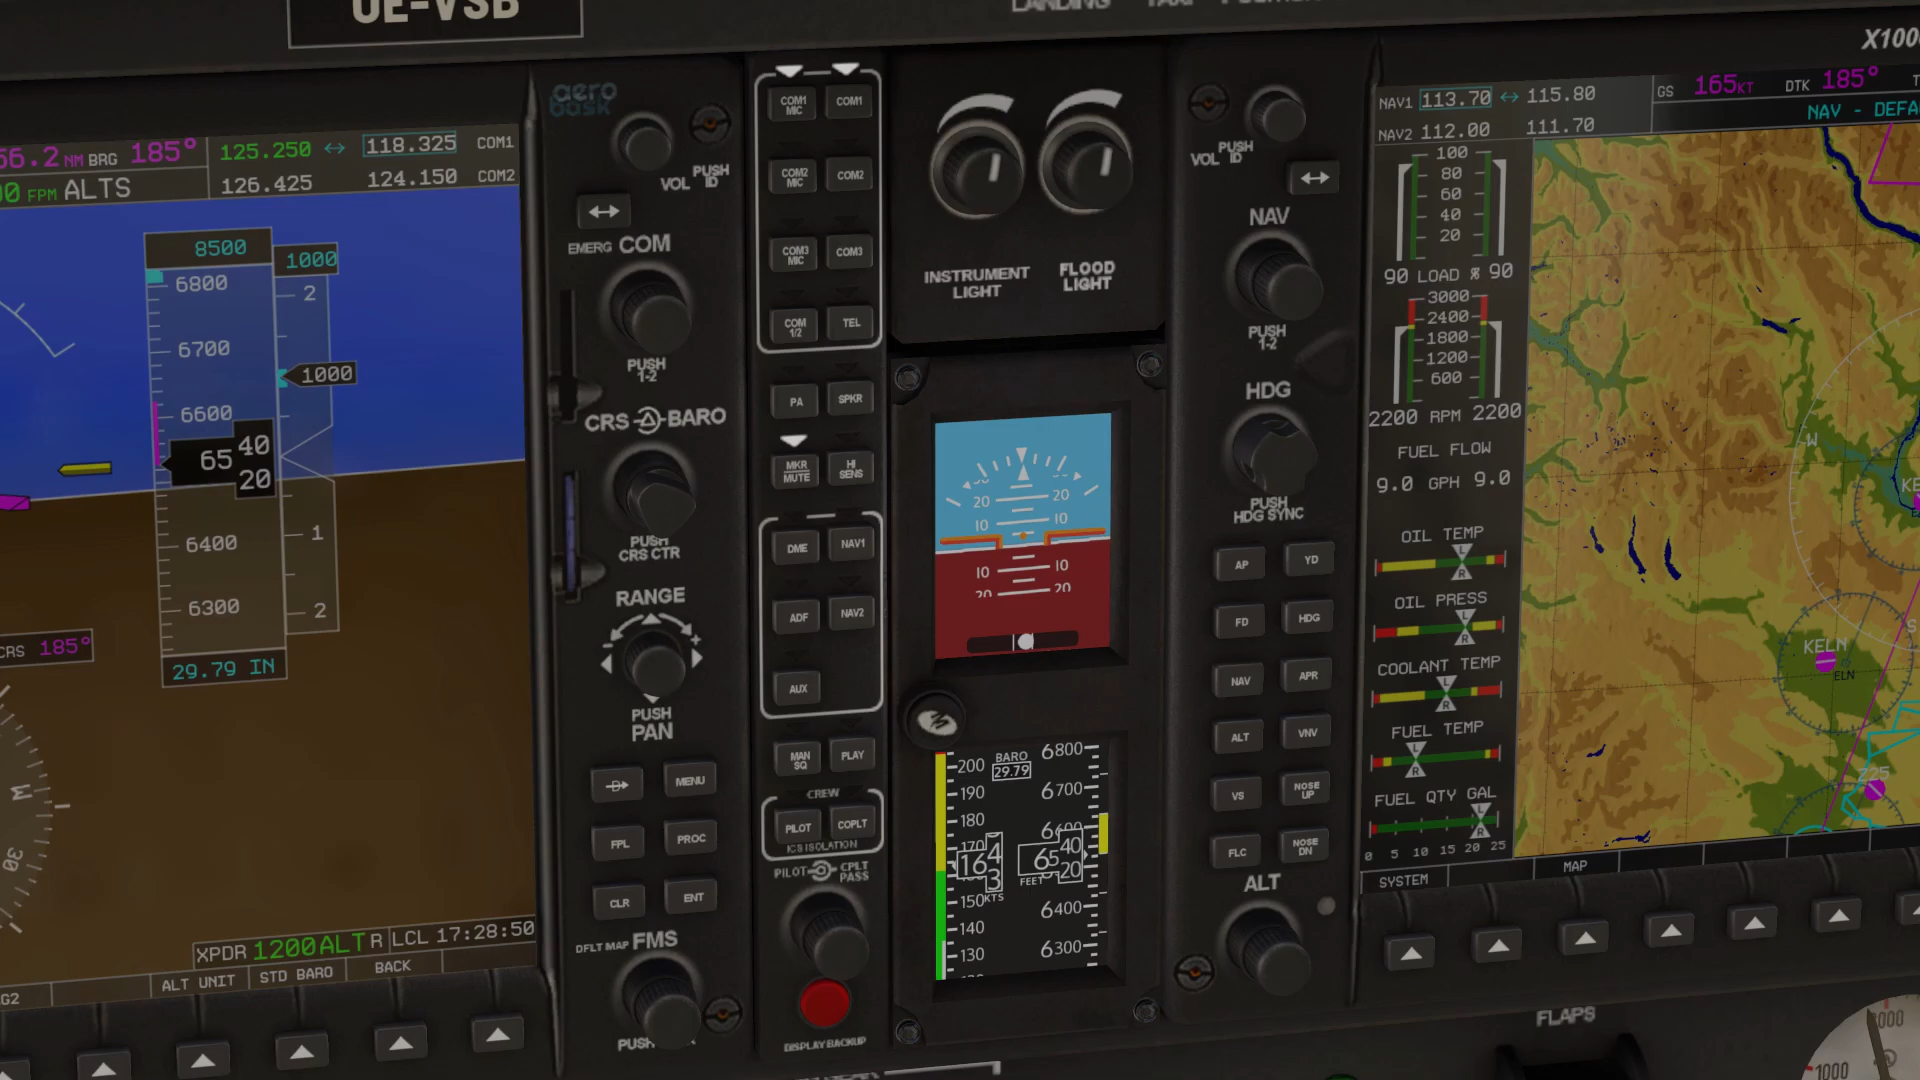 OE-VSB
LANDING TAXI
X100
aero
bask
GS 165KT DTK 185°
NAV1 113.70 ↔ 115.80
NAV2 112.00 111.70
NAV - DEFA
56.2 NM BRG 185° 125.250 ↔ 118.325 COM1
FPM ALTS 126.425 124.150 COM2
8500
1000
6800
6700
6600
65
40
20
6400
6300
29.79 IN
2
1000
1
2
CRS 185°
30
XPDR 1200 ALT R LCL 17:28:50
ALT UNIT
STD BARO
BACK
VOL PUSH ID
EMERG COM
PUSH 1-2
CRS BARO
PUSH
CRS CTR
RANGE
PUSH
PAN
MENU
FPL
PROC
CLR
ENT
DFLT MAP FMS
PUSH
COM1 MIC
COM1
COM2 MIC
COM2
COM3 MIC
COM3
COM 1/2
TEL
PA
SPKR
MKR MUTE
HI SENS
DME
NAV1
ADF
NAV2
AUX
MAN SQ
PLAY
CREW
PILOT
COPLT
ICS ISOLATION
PILOT CPLT
PASS
DISPLAY BACKUP
INSTRUMENT LIGHT
FLOOD LIGHT
20 20
10 10
10 10
20 20
BARO
29.79
200
190
180
170
164
3
150 KTS
140
130
6800
6700
6600
65
40
20
FEET
6400
6300
VOL PUSH ID
NAV
PUSH 1-2
HDG
PUSH
HDG SYNC
AP
YD
FD
HDG
NAV
APR
ALT
VNV
VS
NOSE UP
FLC
NOSE DN
ALT
100
80
60
40
20
90 LOAD % 90
3000
2400
1800
1200
600
2200 RPM 2200
FUEL FLOW
9.0 GPH 9.0
OIL TEMP
L
R
OIL PRESS
L
R
COOLANT TEMP
L
R
FUEL TEMP
L
R
FUEL QTY GAL
L
R
0 5 10 15 20 25
SYSTEM
MAP
W
KELN
ELN
S
FLAPS
1000